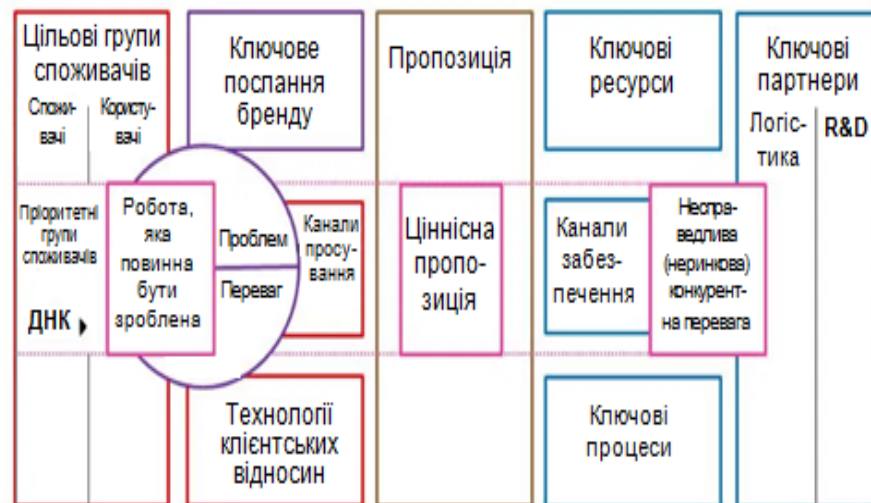 Цільові групи
споживачів
Спожи-
вачі
Користу-
вачі
Ключове
послання
бренду
Пропозиція
Ключові
ресурси
Ключові
партнери
Логіс-
тика
R&D
Пріоритетні
групи
споживачів
ДНК
Робота,
яка
повинна
бути
зроблена
Проблем
Переваг
Канали
просу-
вання
Ціннісна
пропо-
зиція
Канали
забез-
печення
Неспра-
ведлива
(неринкова)
конкурент-
на перевага
Технології
клієнтських
відносин
Ключові
процеси